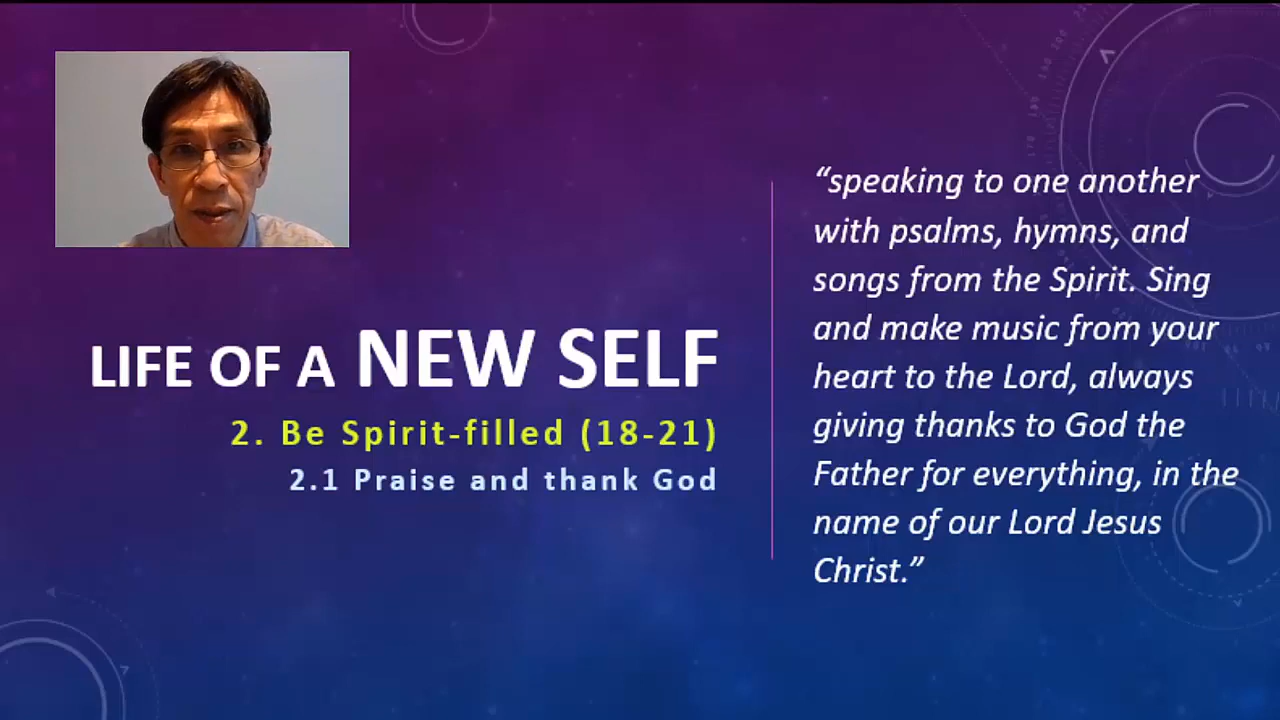 LIFE OF A NEW SELF
2. Be Spirit-filled (18-21)
2.1 Praise and thank God
“speaking to one another
with psalms, hymns, and
songs from the Spirit. Sing
and make music from your
heart to the Lord, always
giving thanks to God the
Father for everything, in the
name of our Lord Jesus
Christ.”